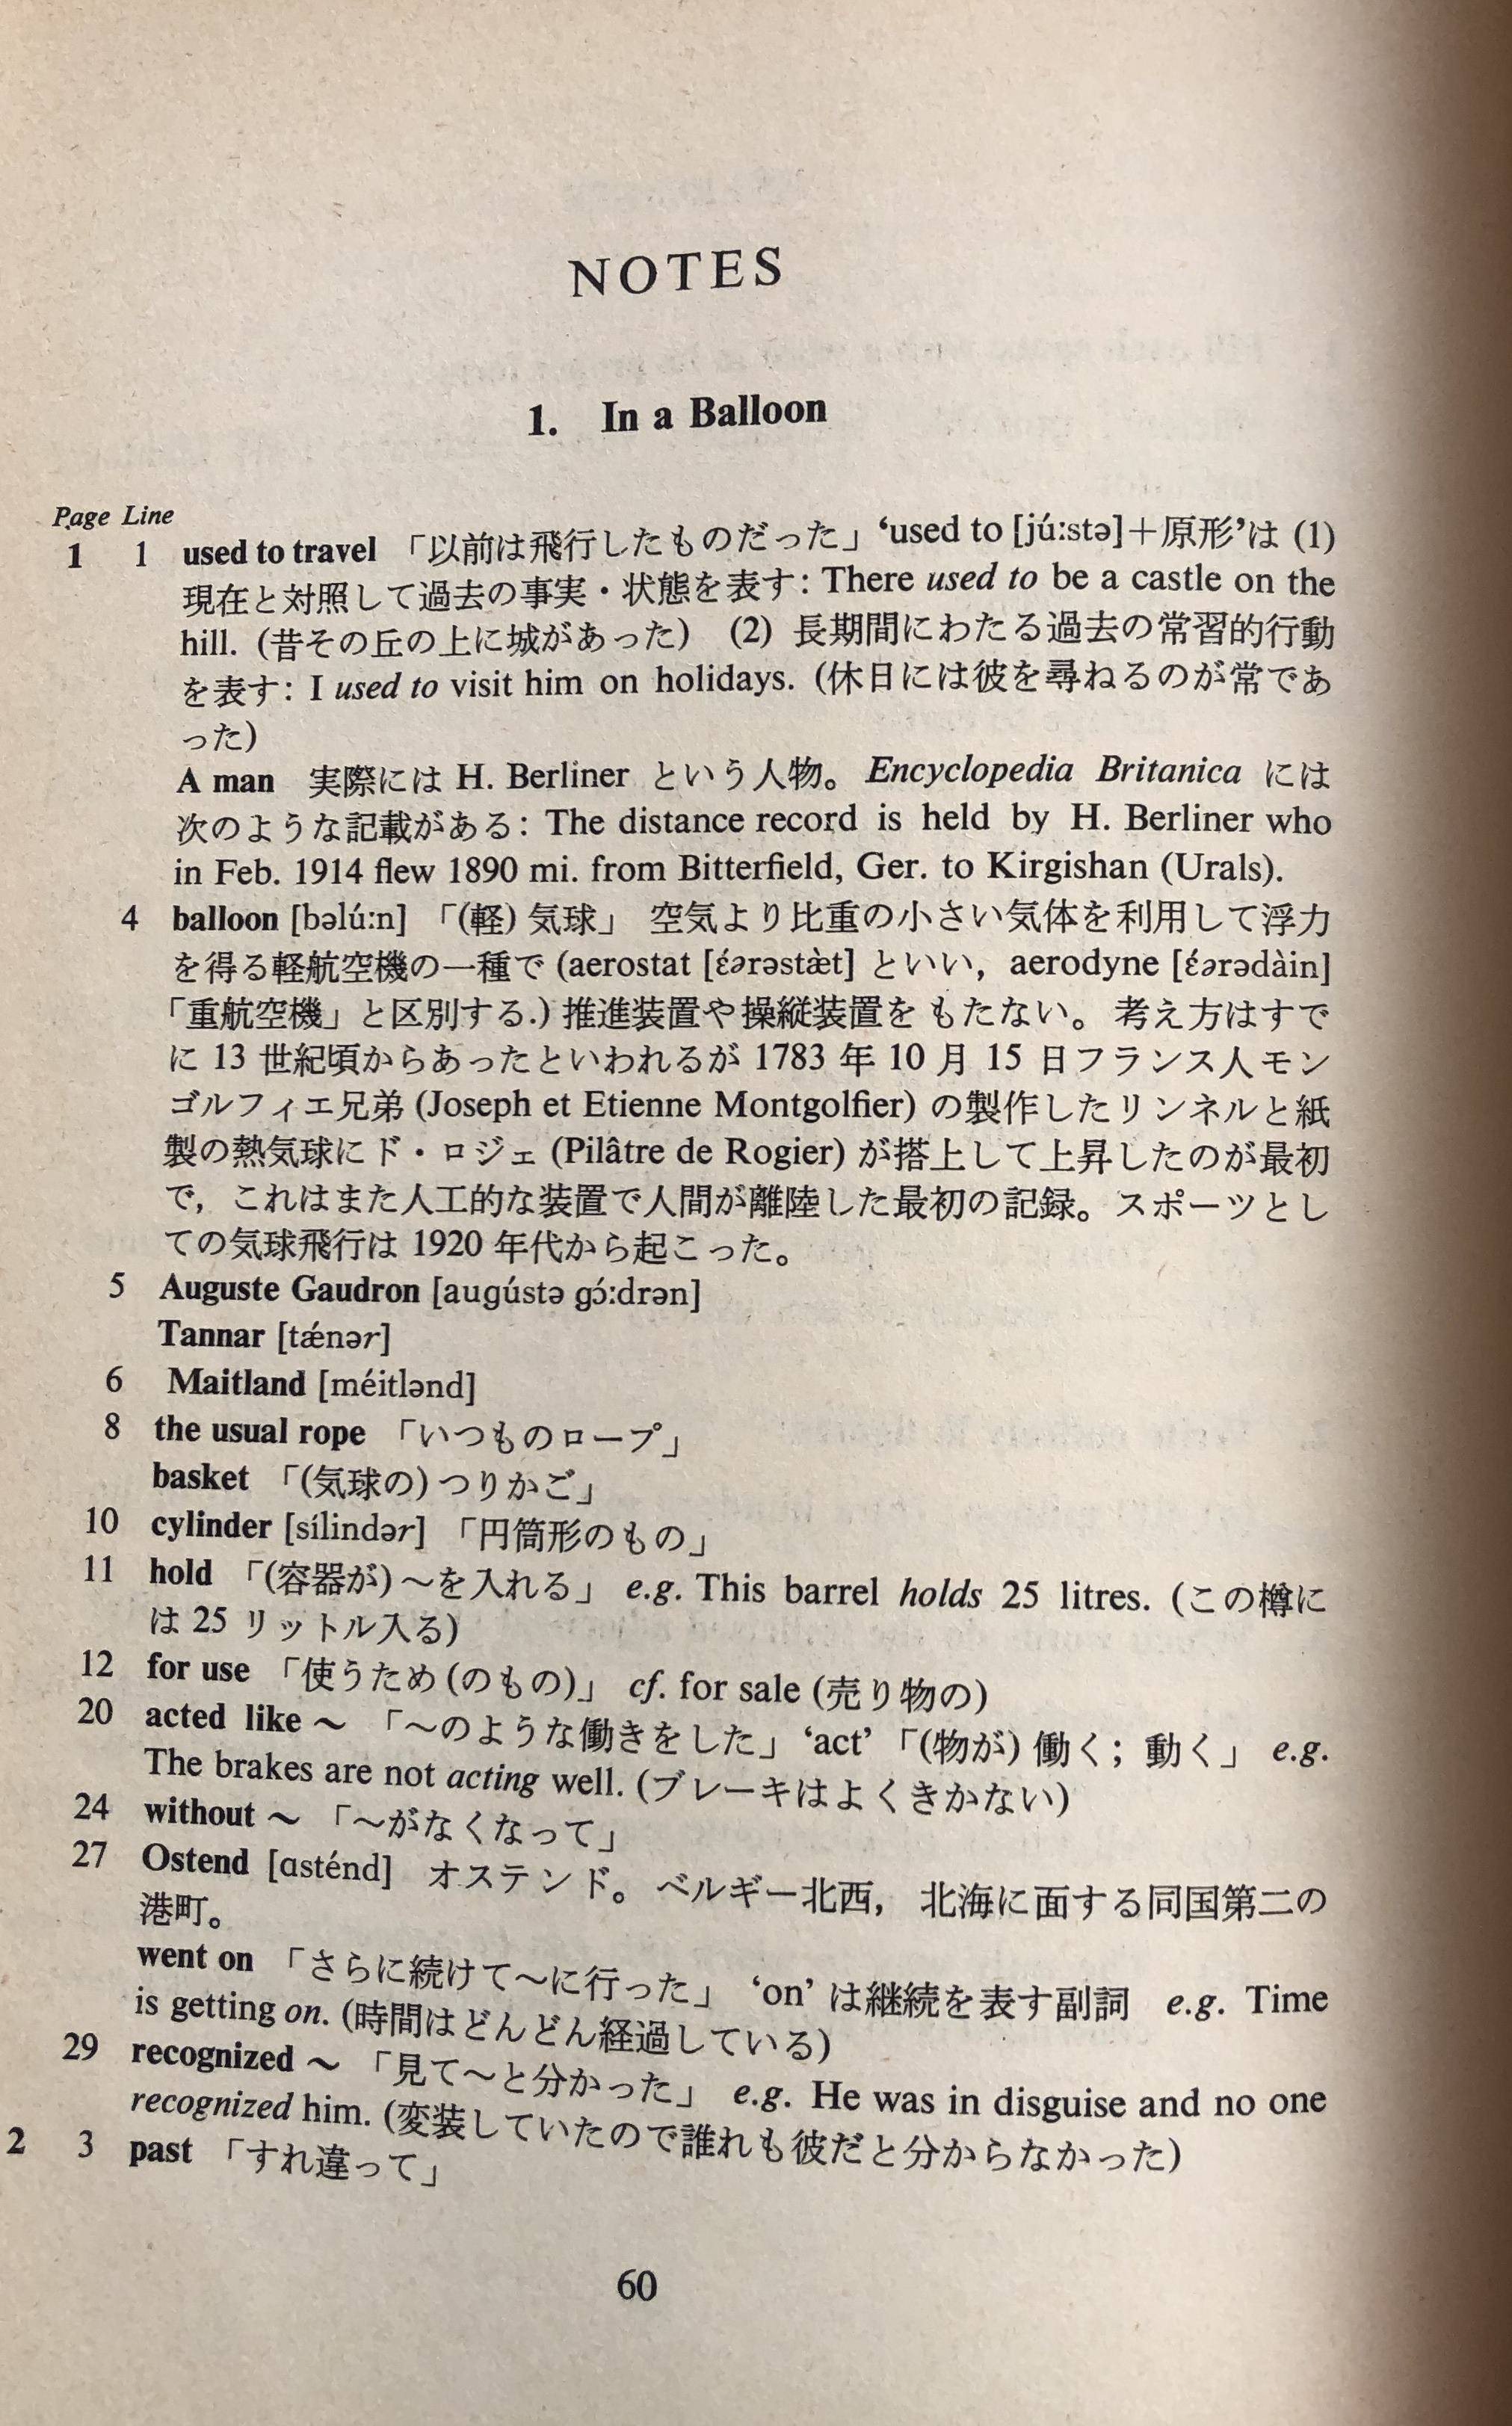 NOTES
1. In a Balloon
Page Line
1 1 used to travel 「以前は飛行したものだった」 ‘used to [júːstə]＋原形’は (1)
現在と対照して過去の事実・状態を表す: There used to be a castle on the
hill. (昔その丘の上に城があった) (2) 長期間にわたる過去の常習的行動
を表す: I used to visit him on holidays. (休日には彼を尋ねるのが常であ
った)
A man 実際には H. Berliner という人物。Encyclopedia Britanica には
次のような記載がある: The distance record is held by H. Berliner who
in Feb. 1914 flew 1890 mi. from Bitterfield, Ger. to Kirgishan (Urals).
4 balloon [bəlúːn] 「(軽) 気球」 空気より比重の小さい気体を利用して浮力
を得る軽航空機の一種で (aerostat [ɛ́ərəstæ̀t] といい, aerodyne [ɛ́ərədàin]
「重航空機」と区別する.) 推進装置や操縦装置をもたない。考え方はすで
に 13 世紀頃からあったといわれるが 1783 年 10 月 15 日フランス人モン
ゴルフィエ兄弟 (Joseph et Etienne Montgolfier) の製作したリンネルと紙
製の熱気球にド・ロジェ (Pilâtre de Rogier) が搭上して上昇したのが最初
で, これはまた人工的な装置で人間が離陸した最初の記録。スポーツとし
ての気球飛行は 1920 年代から起こった。
5 Auguste Gaudron [auɡústə ɡɔ́ːdrən]
Tannar [tǽnər]
6 Maitland [méitlənd]
8 the usual rope 「いつものロープ」
basket 「(気球の) つりかご」
10 cylinder [sílindər] 「円筒形のもの」
11 hold 「(容器が) ～を入れる」 e.g. This barrel holds 25 litres. (この樽に
は 25 リットル入る)
12 for use 「使うため (のもの)」 cf. for sale (売り物の)
20 acted like ～ 「～のような働きをした」 ‘act’ 「(物が) 働く; 動く」 e.g.
The brakes are not acting well. (ブレーキはよくきかない)
24 without ～ 「～がなくなって」
27 Ostend [ɑsténd] オステンド。ベルギー北西, 北海に面する同国第二の
港町。
went on 「さらに続けて～に行った」 ‘on’ は継続を表す副詞 e.g. Time
is getting on. (時間はどんどん経過している)
29 recognized ～ 「見て～と分かった」 e.g. He was in disguise and no one
recognized him. (変装していたので誰れも彼だと分からなかった)
2 3 past 「すれ違って」
60